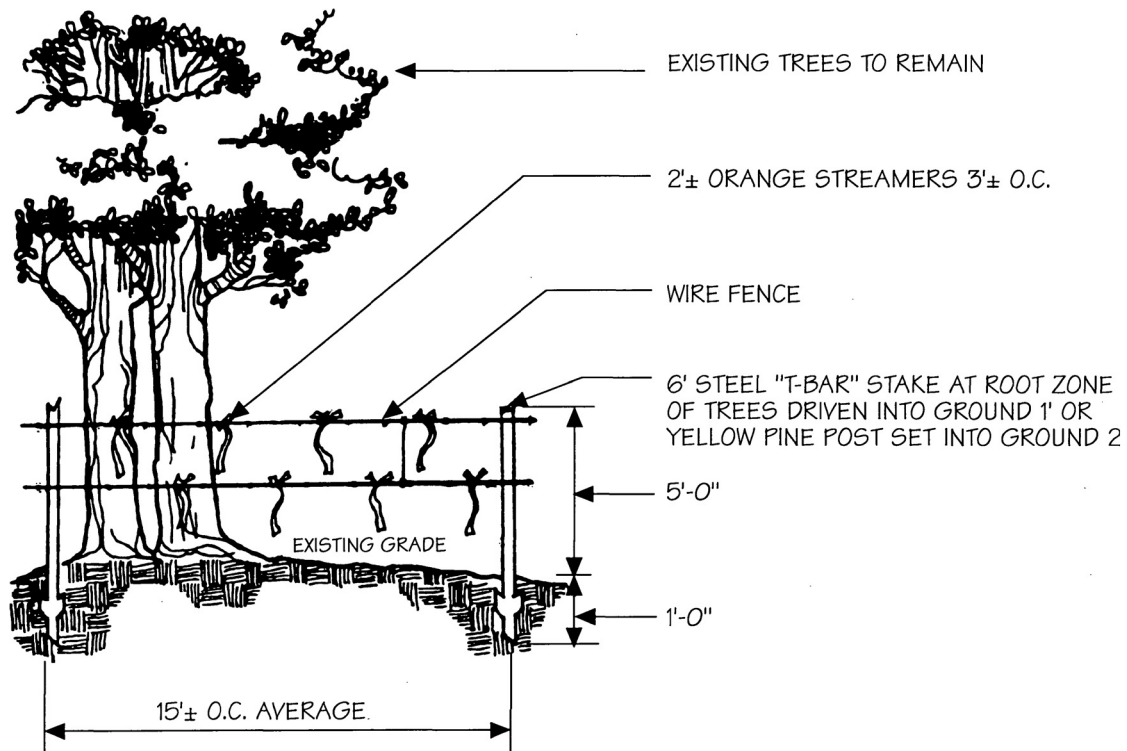 EXISTING TREES TO REMAIN
2'± ORANGE STREAMERS 3'± O.C.
WIRE FENCE
6' STEEL "T-BAR" STAKE AT ROOT ZONE
OF TREES DRIVEN INTO GROUND 1' OR
YELLOW PINE POST SET INTO GROUND 2
5'-0"
EXISTING GRADE
1'-0"
15'± O.C. AVERAGE